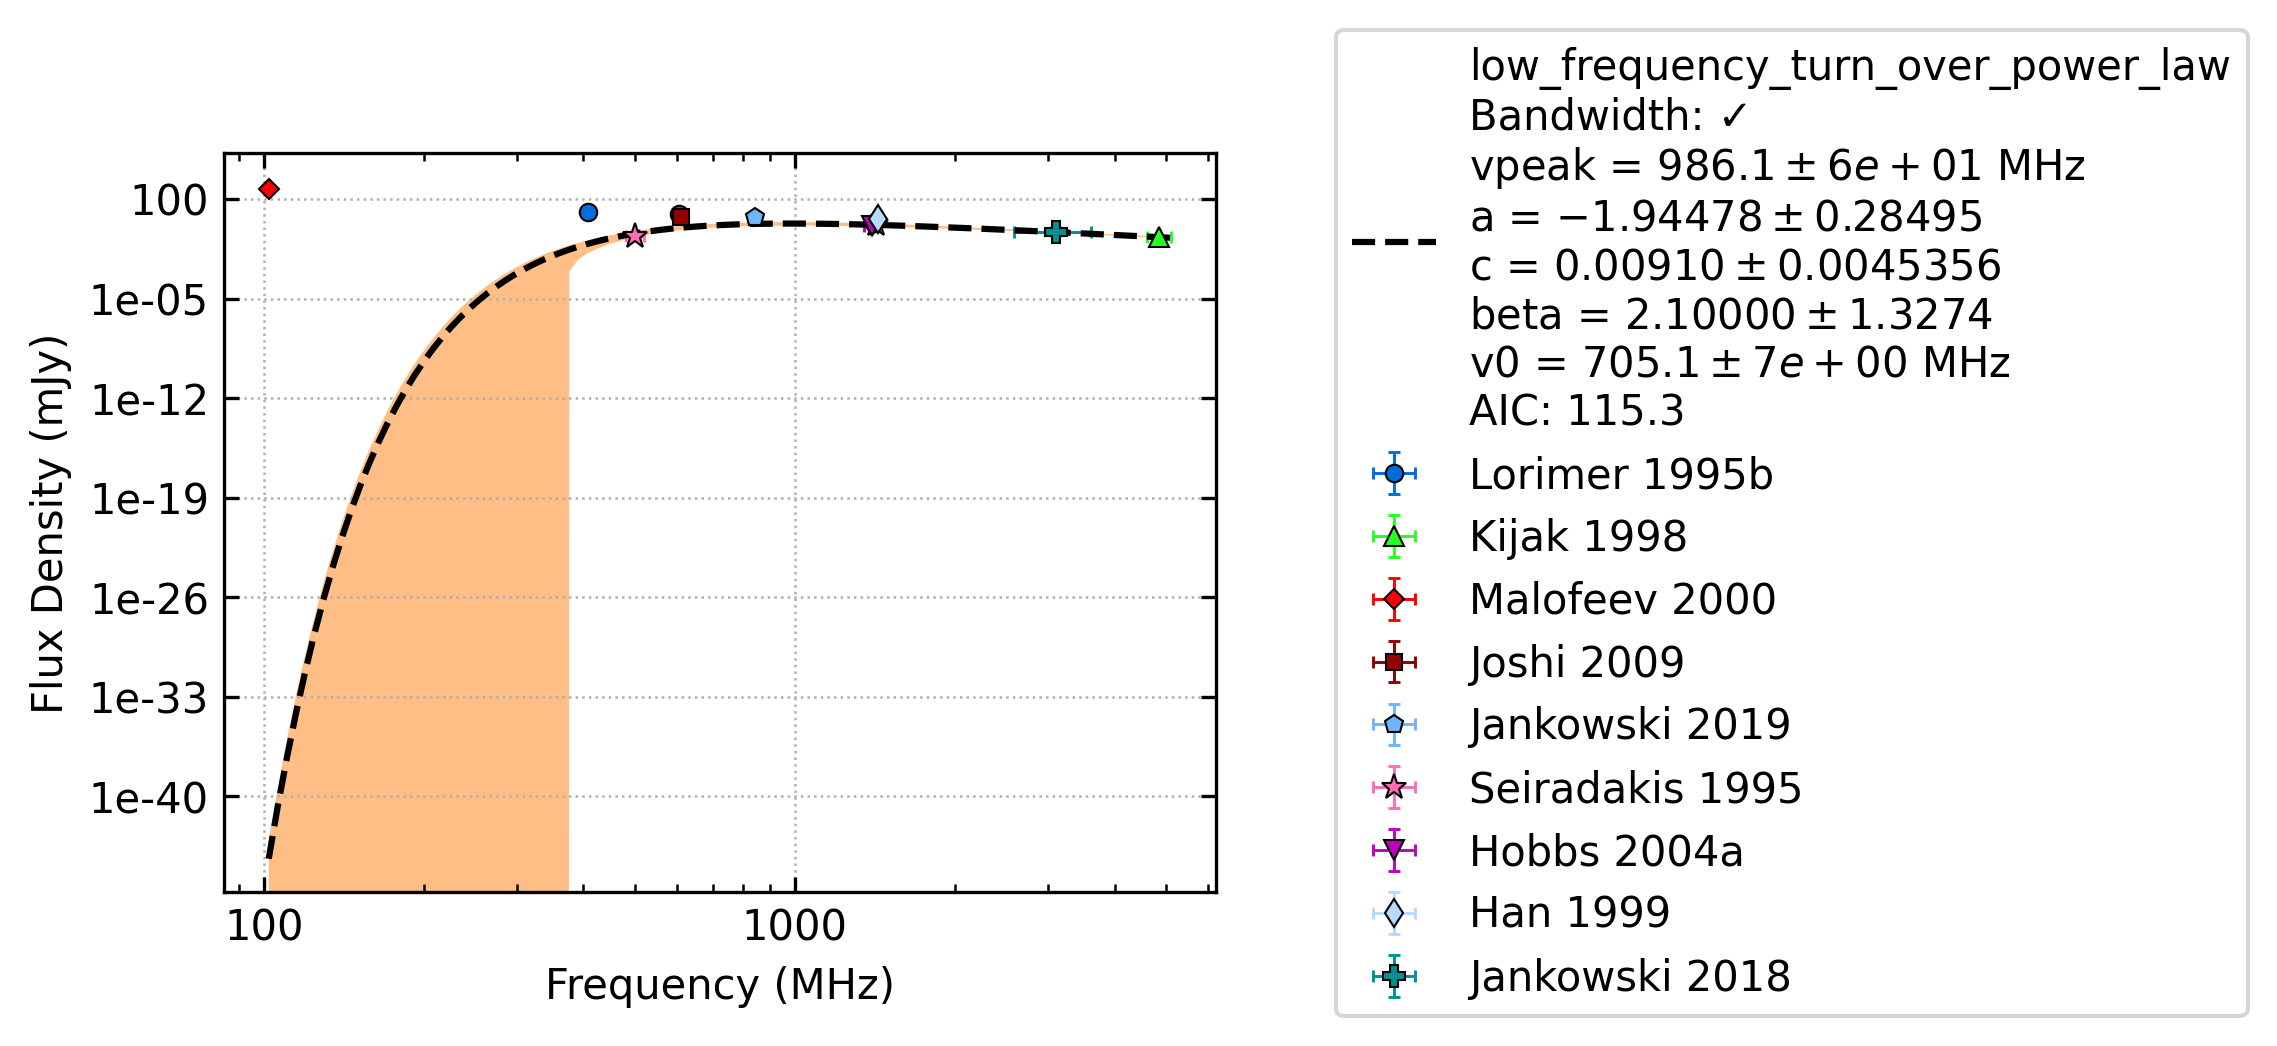 low_frequency_turn_over_power_law
Bandwidth: ✓
vpeak = 986.1 ± 6e + 01 MHz
a = −1.94478 ± 0.28495
c = 0.00910 ± 0.0045356
beta = 2.10000 ± 1.3274
v0 = 705.1 ± 7e + 00 MHz
AIC: 115.3
Lorimer 1995b
Kijak 1998
Malofeev 2000
Joshi 2009
Jankowski 2019
Seiradakis 1995
Hobbs 2004a
Han 1999
Jankowski 2018
Flux Density (mJy)
100
1e-05
1e-12
1e-19
1e-26
1e-33
1e-40
100
1000
Frequency (MHz)